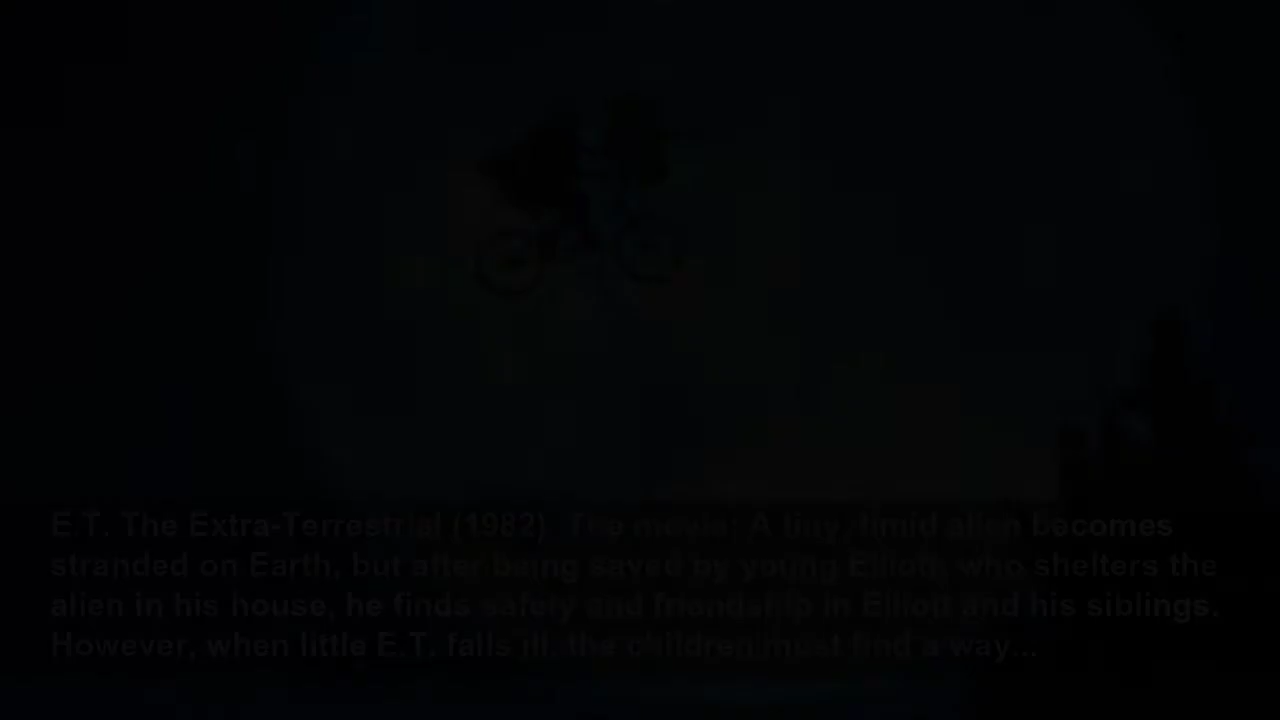 E.T. The Extra-Terrestrial (1982). The movie: A tiny, timid alien becomes
stranded on Earth, but after being saved by young Elliott, who shelters the
alien in his house, he finds safety and friendship in Elliott and his siblings.
However, when little E.T. falls ill, the children must find a way...